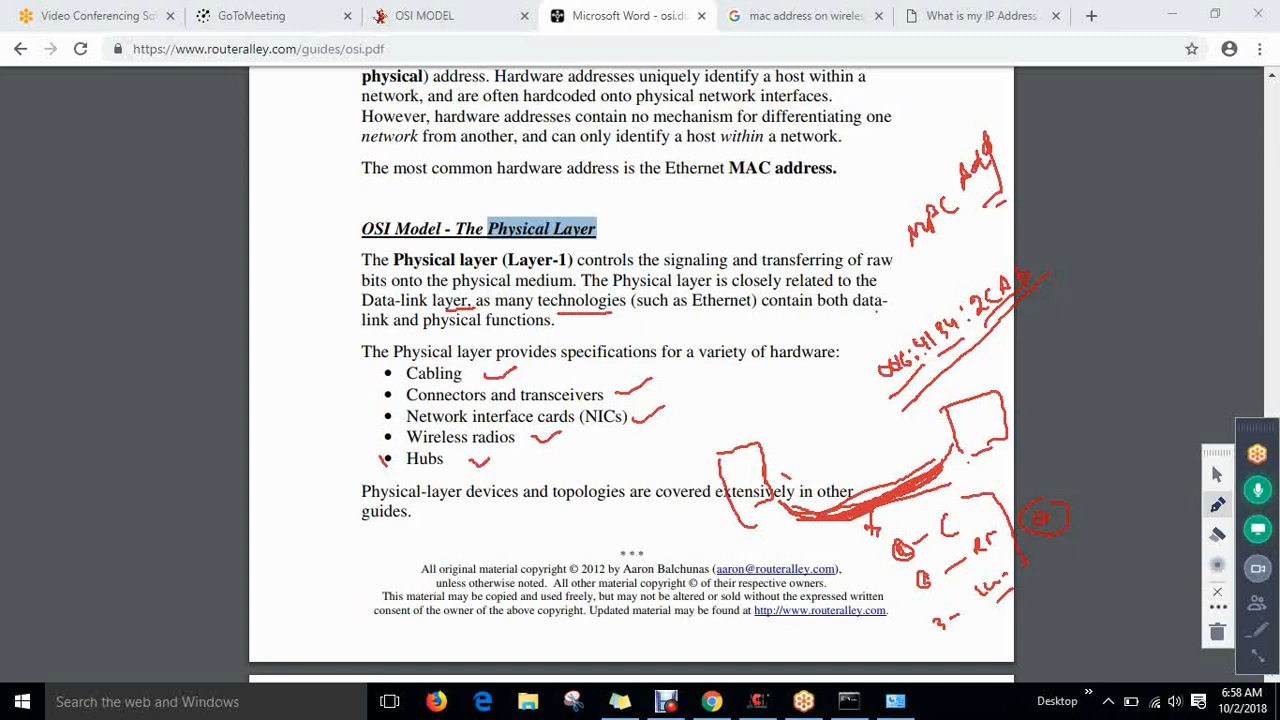 Video Conferencing So
GoToMeeting
OSI MODEL
Microsoft Word - osi.do
mac address on wireles
What is my IP Address
https://www.routeralley.com/guides/osi.pdf
physical) address. Hardware addresses uniquely identify a host within a
network, and are often hardcoded onto physical network interfaces.
However, hardware addresses contain no mechanism for differentiating one
network from another, and can only identify a host within a network.
The most common hardware address is the Ethernet MAC address.
MAC Add
OSI Model - The Physical Layer
The Physical layer (Layer-1) controls the signaling and transferring of raw
bits onto the physical medium. The Physical layer is closely related to the
Data-link layer, as many technologies (such as Ethernet) contain both data-
link and physical functions.
The Physical layer provides specifications for a variety of hardware:
• Cabling
• Connectors and transceivers
• Network interface cards (NICs)
• Wireless radios
• Hubs
Physical-layer devices and topologies are covered extensively in other
guides.
* * *
All original material copyright © 2012 by Aaron Balchunas (aaron@routeralley.com),
unless otherwise noted. All other material copyright © of their respective owners.
This material may be copied and used freely, but may not be altered or sold without the expressed written
consent of the owner of the above copyright. Updated material may be found at http://www.routeralley.com.
Search Windows
Desktop
6:58 AM
10/2/2018